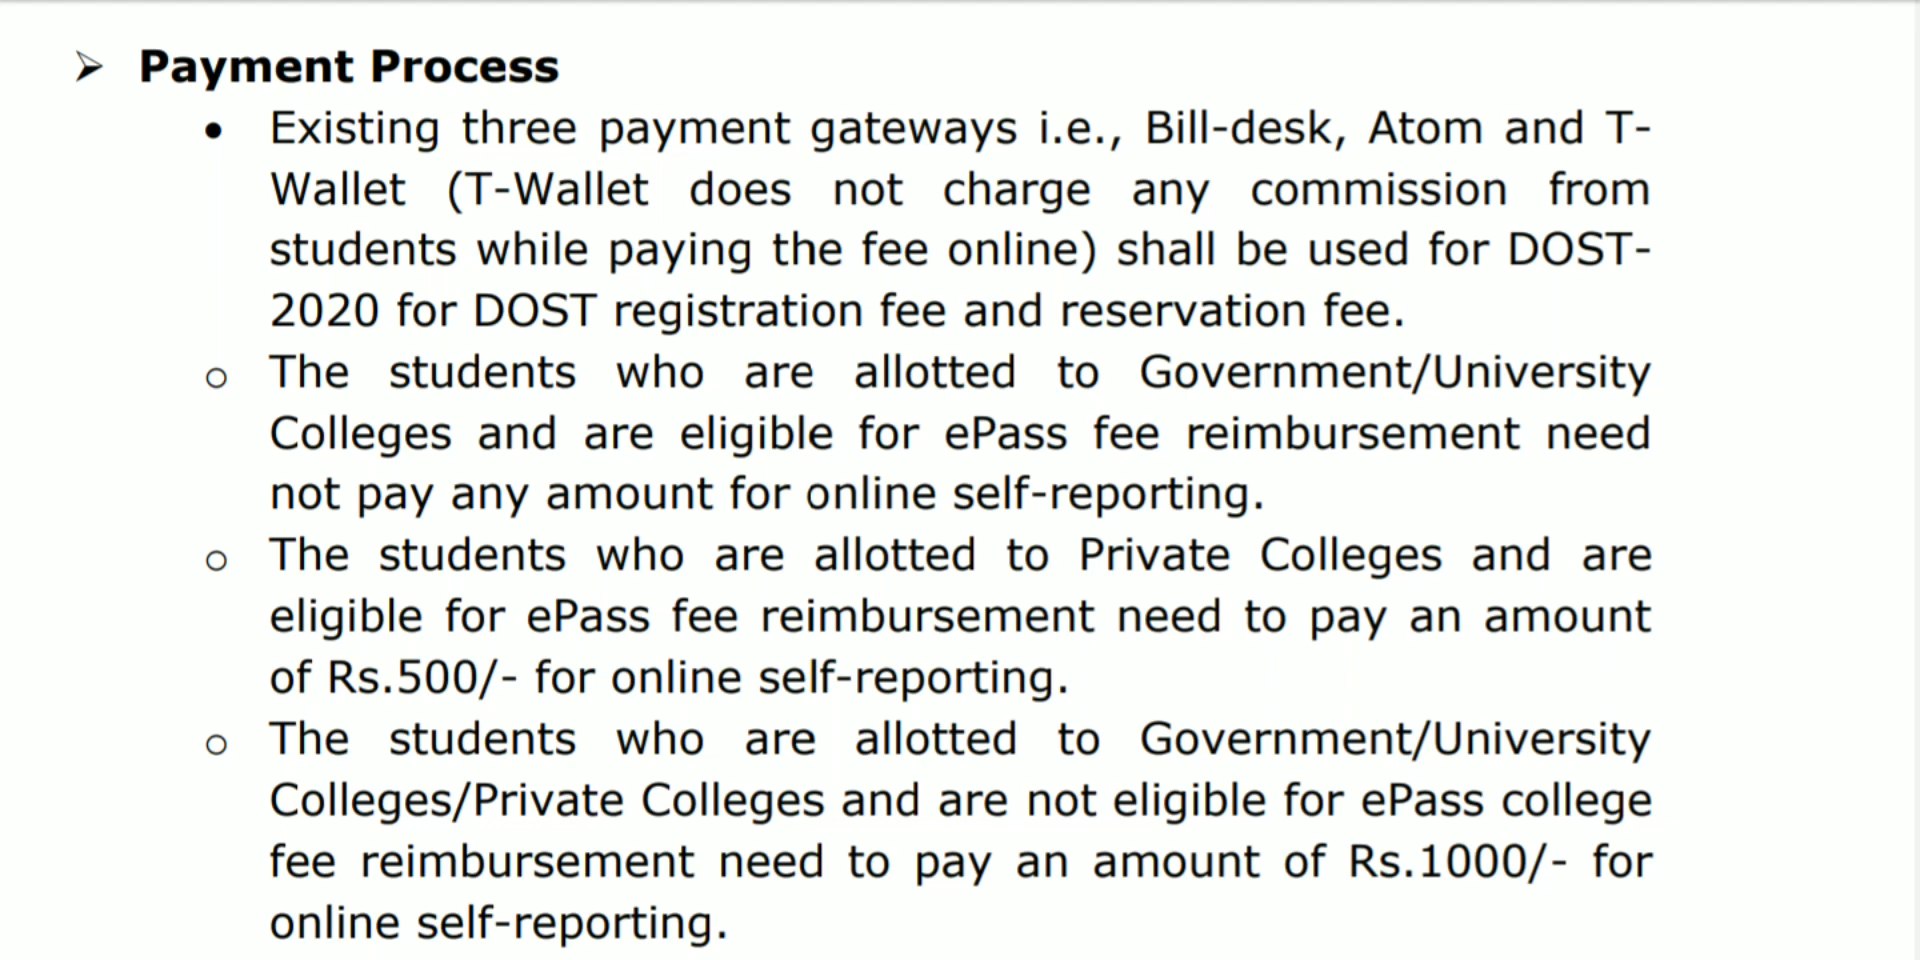 ➢ Payment Process
• Existing three payment gateways i.e., Bill-desk, Atom and T-
Wallet (T-Wallet does not charge any commission from
students while paying the fee online) shall be used for DOST-
2020 for DOST registration fee and reservation fee.
o The students who are allotted to Government/University
Colleges and are eligible for ePass fee reimbursement need
not pay any amount for online self-reporting.
o The students who are allotted to Private Colleges and are
eligible for ePass fee reimbursement need to pay an amount
of Rs.500/- for online self-reporting.
o The students who are allotted to Government/University
Colleges/Private Colleges and are not eligible for ePass college
fee reimbursement need to pay an amount of Rs.1000/- for
online self-reporting.